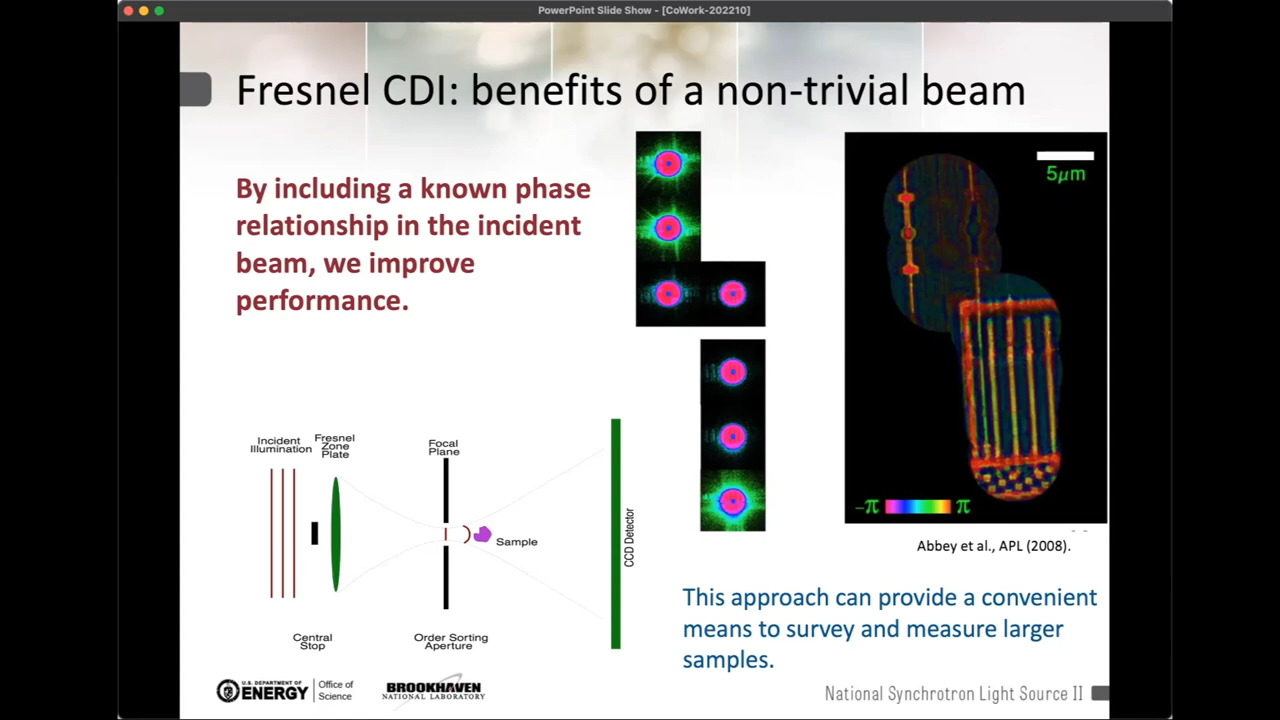 PowerPoint Slide Show - [CoWork-202210]
Fresnel CDI: benefits of a non-trivial beam
By including a known phase
relationship in the incident
beam, we improve
performance.
5μm
-π π
Abbey et al., APL (2008).
Incident
Illumination
Fresnel
Zone
Plate
Focal
Plane
Sample
CCD Detector
Central
Stop
Order Sorting
Aperture
This approach can provide a convenient
means to survey and measure larger
samples.
U.S. DEPARTMENT OF
ENERGY
Office of
Science
BROOKHAVEN
NATIONAL LABORATORY
National Synchrotron Light Source II